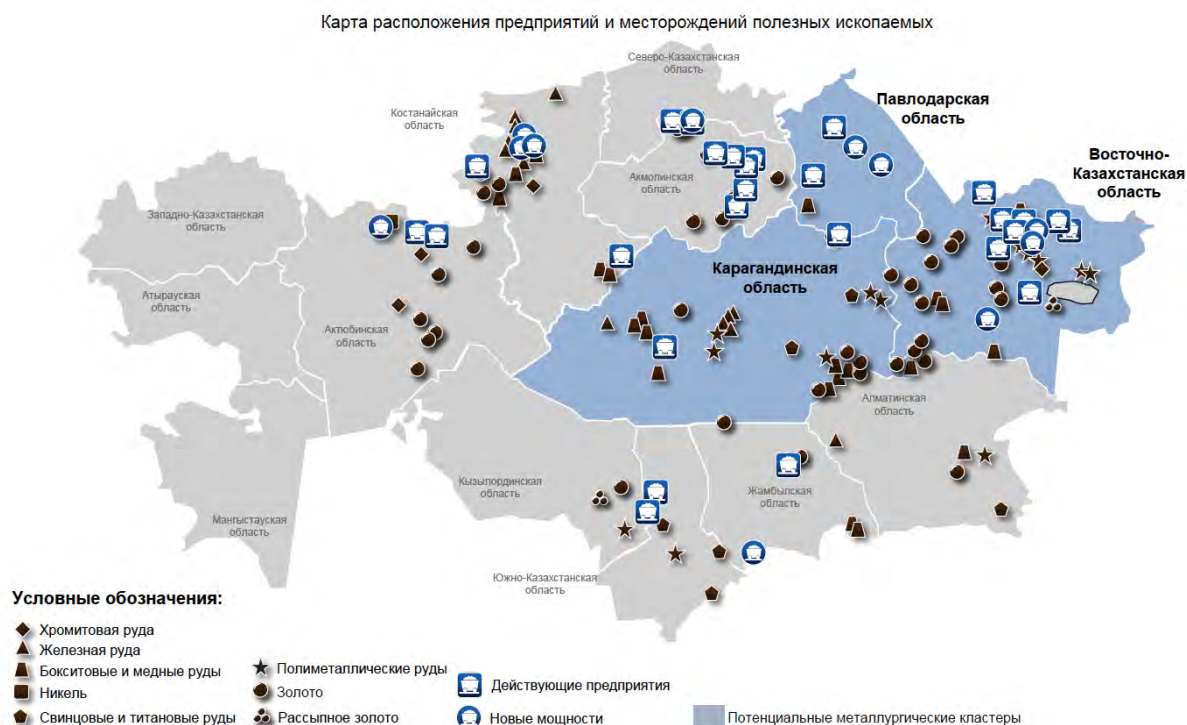 Карта расположения предприятий и месторождений полезных ископаемых
Северо-Казахстанская
область
Костанайская
область
Павлодарская
область
Восточно-
Казахстанская
область
Акмолинская
область
Западно-Казахстанская
область
Карагандинская
область
Атырауская
область
Актюбинская
область
Алматинская
область
Кызылординская
область
Жамбылская
область
Мангыстауская
область
Южно-Казахстанская
область
Условные обозначения:
Хромитовая руда
Железная руда
Бокситовые и медные руды
Никель
Свинцовые и титановые руды
Полиметаллические руды
Золото
Рассыпное золото
Действующие предприятия
Новые мощности
Потенциальные металлургические кластеры